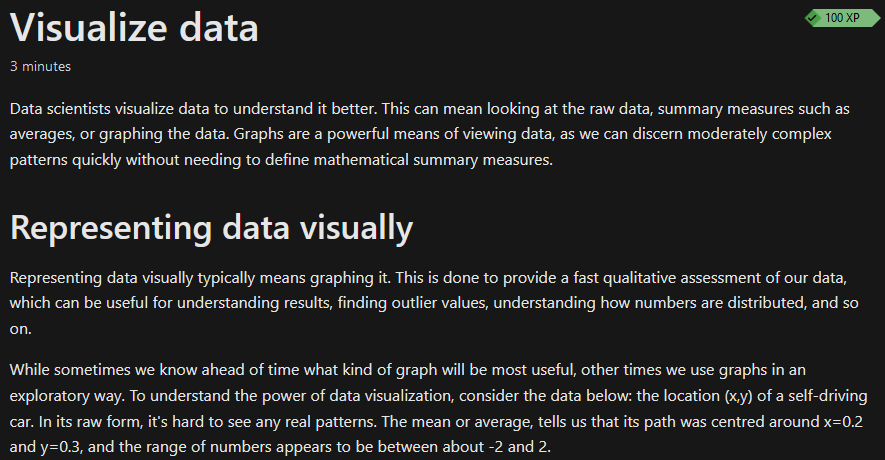 Visualize data
100 XP
3 minutes
Data scientists visualize data to understand it better. This can mean looking at the raw data, summary measures such as
averages, or graphing the data. Graphs are a powerful means of viewing data, as we can discern moderately complex
patterns quickly without needing to define mathematical summary measures.
Representing data visually
Representing data visually typically means graphing it. This is done to provide a fast qualitative assessment of our data,
which can be useful for understanding results, finding outlier values, understanding how numbers are distributed, and so
on.
While sometimes we know ahead of time what kind of graph will be most useful, other times we use graphs in an
exploratory way. To understand the power of data visualization, consider the data below: the location (x,y) of a self-driving
car. In its raw form, it's hard to see any real patterns. The mean or average, tells us that its path was centred around x=0.2
and y=0.3, and the range of numbers appears to be between about -2 and 2.